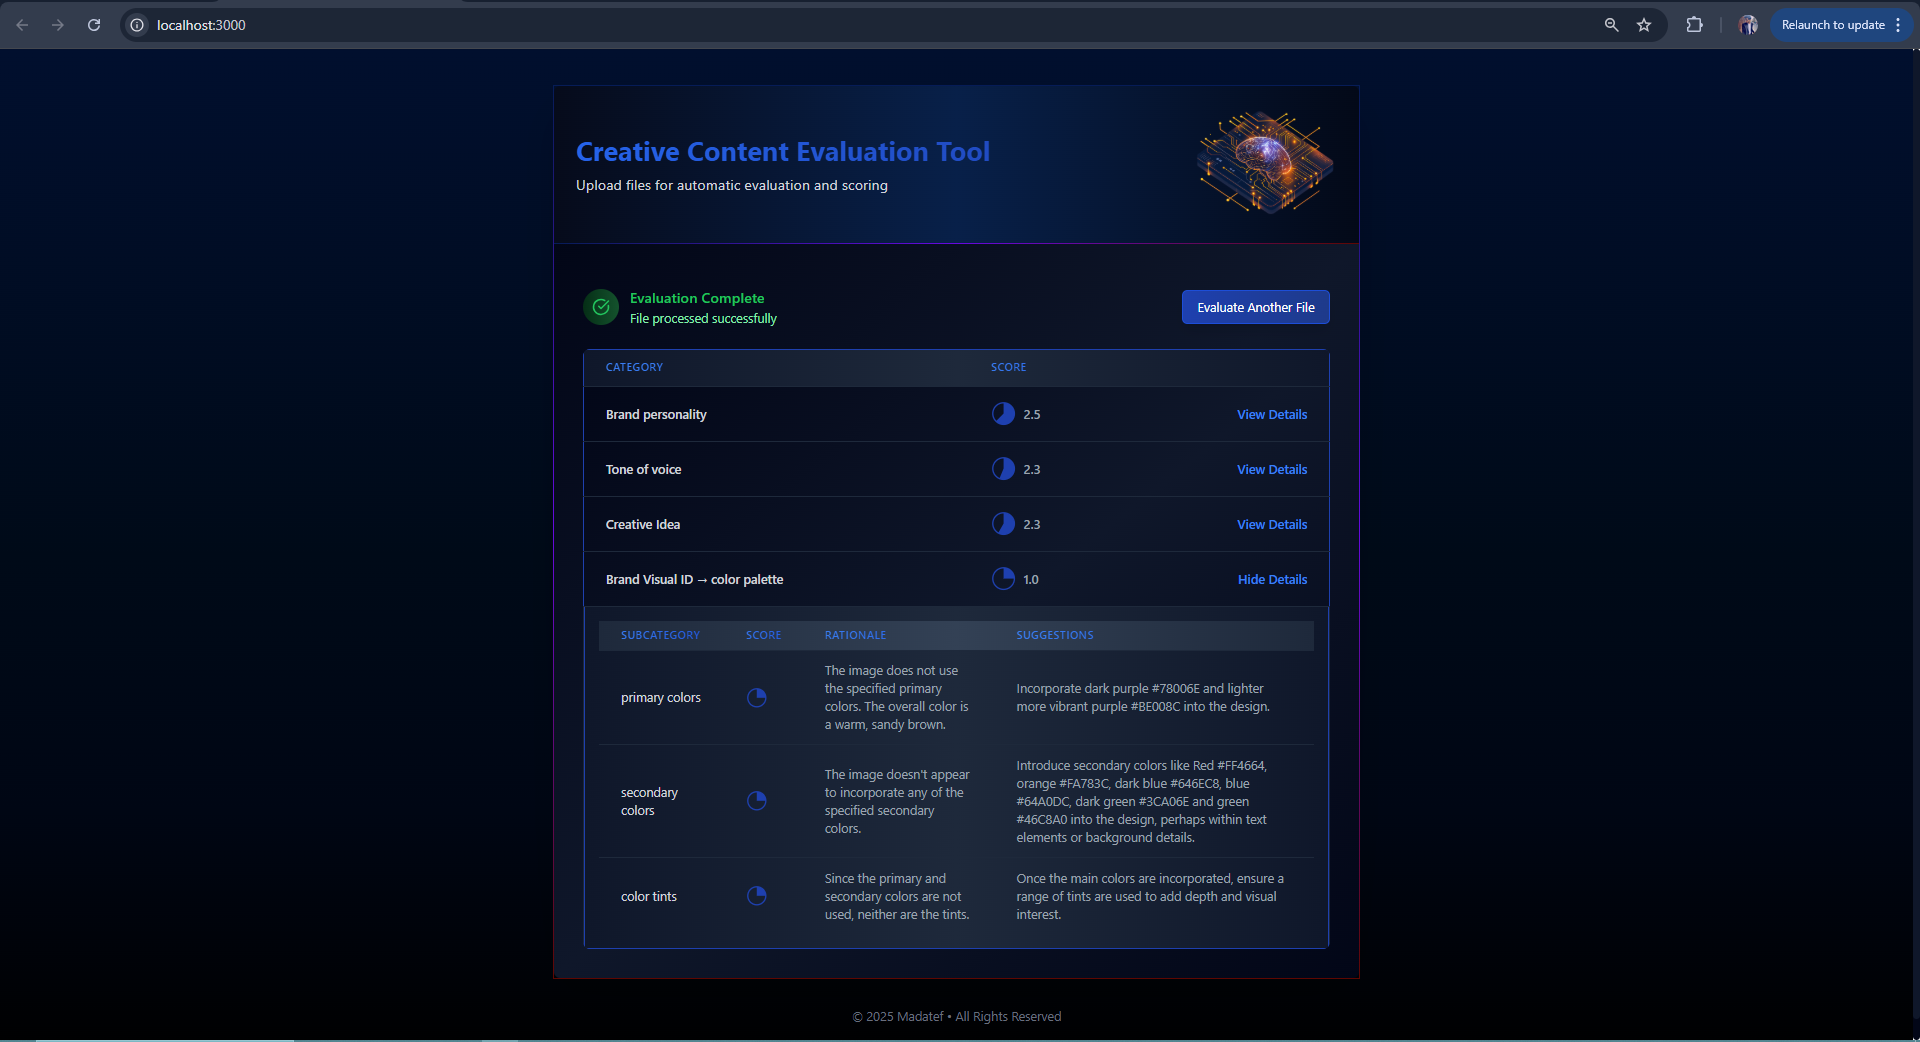 localhost:3000
Relaunch to update
Creative Content Evaluation Tool
Upload files for automatic evaluation and scoring
Evaluation Complete
File processed successfully
Evaluate Another File
CATEGORY SCORE
Brand personality 2.5 View Details
Tone of voice 2.3 View Details
Creative Idea 2.3 View Details
Brand Visual ID → color palette 1.0 Hide Details
SUBCATEGORY SCORE RATIONALE SUGGESTIONS
primary colors
The image does not use
the specified primary
colors. The overall color is
a warm, sandy brown.
Incorporate dark purple #78006E and lighter
more vibrant purple #BE008C into the design.
secondary
colors
The image doesn't appear
to incorporate any of the
specified secondary
colors.
Introduce secondary colors like Red #FF4664,
orange #FA783C, dark blue #646EC8, blue
#64A0DC, dark green #3CA06E and green
#46C8A0 into the design, perhaps within text
elements or background details.
color tints
Since the primary and
secondary colors are not
used, neither are the tints.
Once the main colors are incorporated, ensure a
range of tints are used to add depth and visual
interest.
© 2025 Madatef • All Rights Reserved